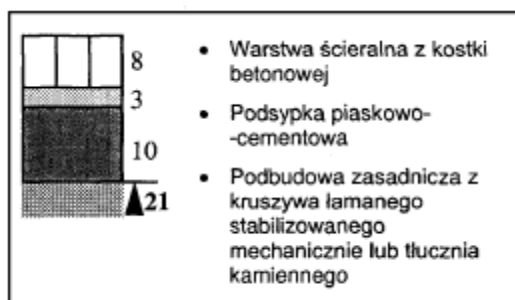 8
3
10
21
• Warstwa ścieralna z kostki
betonowej
• Podsypka piaskowo-
-cementowa
• Podbudowa zasadnicza z
kruszywa łamanego
stabilizowanego
mechanicznie lub tłucznia
kamiennego